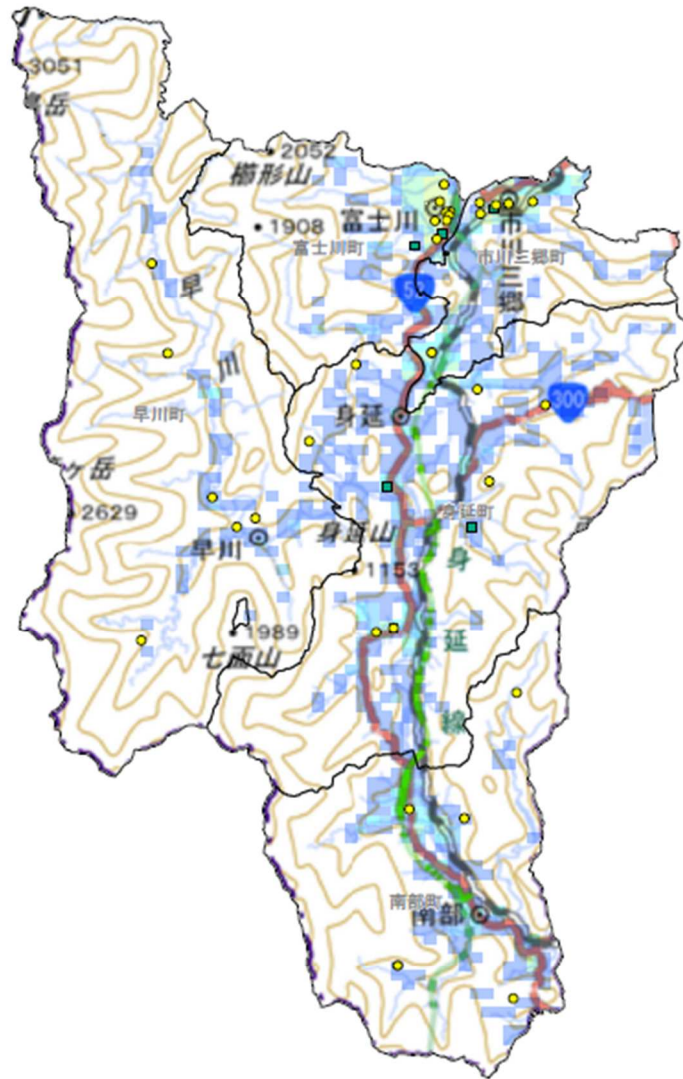 3051
岳
2052
櫛形山
1908
富士川
富士川町
市川三郷
市川三郷町
早
川
早川町
身延
300
ヶ岳
2629
身延山
身延町
早川
1153
身
延
線
1989
七面山
南部町
南部